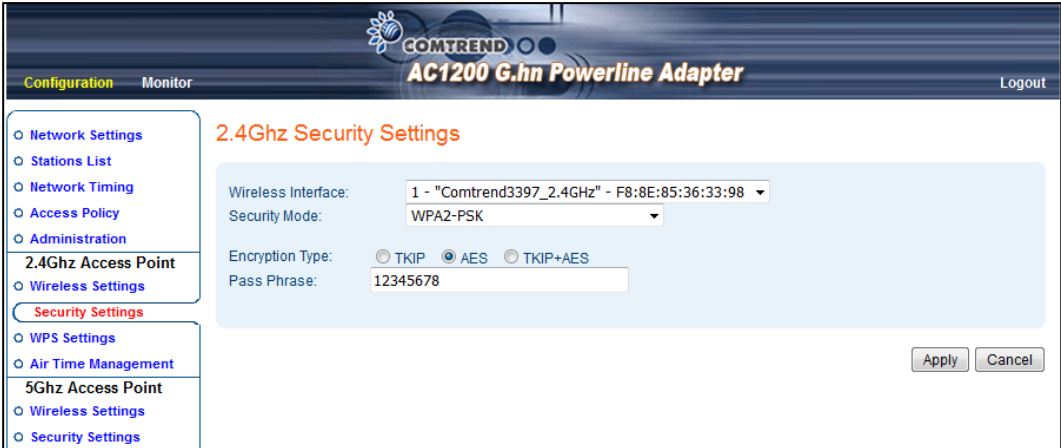 COMTREND
AC1200 G.hn Powerline Adapter
Configuration Monitor Logout
Network Settings
Stations List
Network Timing
Access Policy
Administration
2.4Ghz Access Point
Wireless Settings
Security Settings
WPS Settings
Air Time Management
5Ghz Access Point
Wireless Settings
Security Settings
2.4Ghz Security Settings
Wireless Interface: 1 - "Comtrend3397_2.4GHz" - F8:8E:85:36:33:98
Security Mode: WPA2-PSK
Encryption Type: TKIP AES TKIP+AES
Pass Phrase: 12345678
Apply Cancel